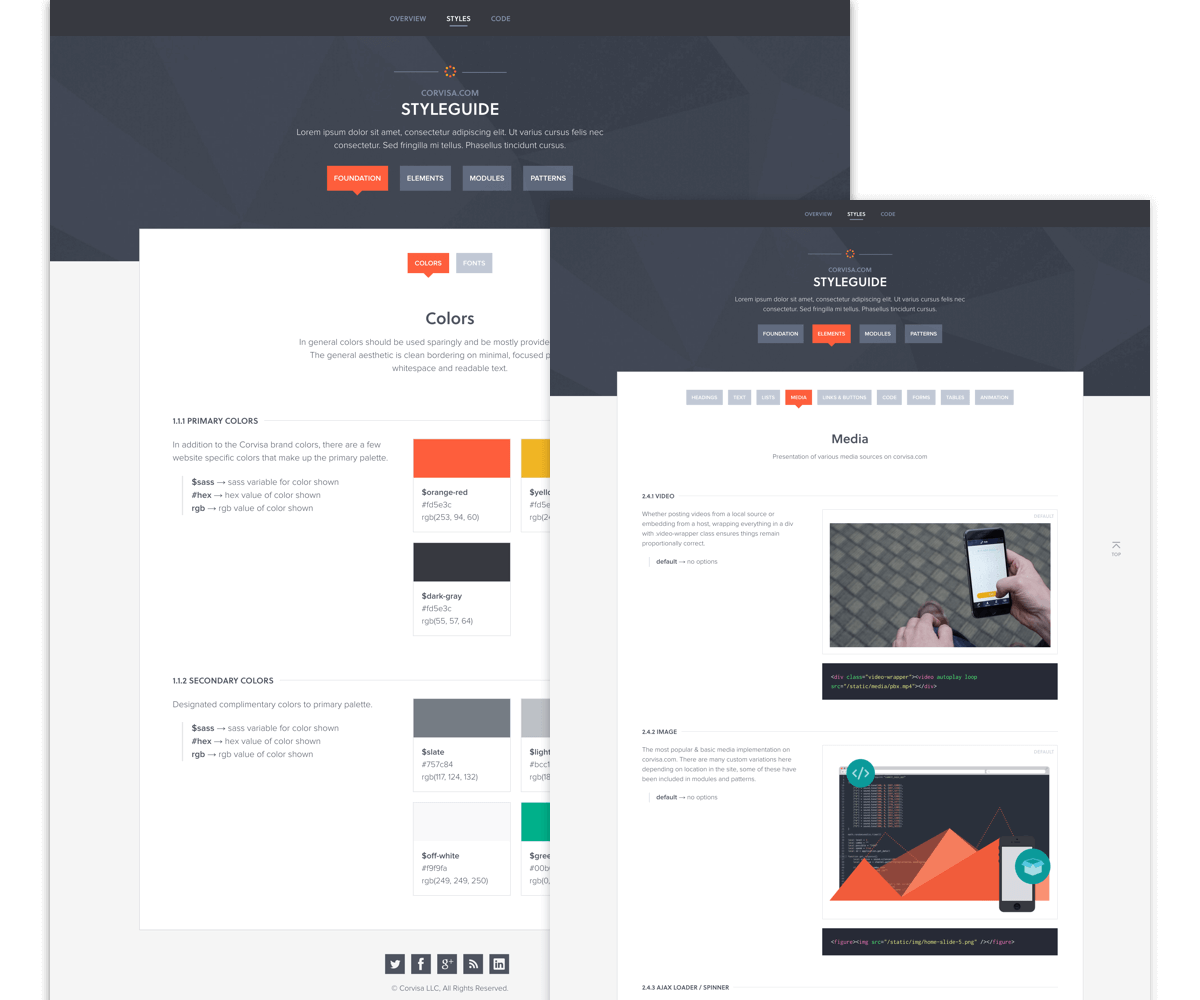 OVERVIEW
STYLES
CODE
CORVISA.COM
STYLEGUIDE
Lorem ipsum dolor sit amet, consectetur adipiscing elit. Ut varius cursus felis nec
consectetur. Sed fringilla mi tellus. Phasellus tincidunt cursus.
FOUNDATION
ELEMENTS
MODULES
PATTERNS
COLORS
FONTS
Colors
In general colors should be used sparingly and be mostly provide
The general aesthetic is clean bordering on minimal, focused
whitespace and readable text.
1.1.1 PRIMARY COLORS
In addition to the Corvisa brand colors, there are a few
website specific colors that make up the primary palette.
$sass → sass variable for color shown
#hex → hex value of color shown
rgb → rgb value of color shown
$orange-red
#fd5e3c
rgb(253, 94, 60)
$yello
#fd5e
rgb(24
$dark-gray
#fd5e3c
rgb(55, 57, 64)
1.1.2 SECONDARY COLORS
Designated complimentary colors to primary palette.
$sass → sass variable for color shown
#hex → hex value of color shown
rgb → rgb value of color shown
$slate
#757c84
rgb(117, 124, 132)
$light
#bcc1
rgb(18
$off-white
#f9f9fa
rgb(249, 249, 250)
$gree
#00b
rgb(0,
© Corvisa LLC, All Rights Reserved.
OVERVIEW
STYLES
CODE
CORVISA.COM
STYLEGUIDE
Lorem ipsum dolor sit amet, consectetur adipiscing elit. Ut varius cursus felis nec
consectetur. Sed fringilla mi tellus. Phasellus tincidunt cursus.
FOUNDATION
ELEMENTS
MODULES
PATTERNS
HEADINGS
TEXT
LISTS
MEDIA
LINKS & BUTTONS
CODE
FORMS
TABLES
ANIMATION
Media
Presentation of various media sources on corvisa.com
2.4.1 VIDEO
Whether posting videos from a local source or
embedding from a host, wrapping everything in a div
with .video-wrapper class ensures things remain
proportionally correct.
default → no options
DEFAULT
<div class="video-wrapper"><video autoplay loop
src="/static/media/pbx.mp4"></div>
TOP
2.4.2 IMAGE
The most popular & basic media implementation on
corvisa.com. There are many custom variations here
depending on location in the site, some of these have
been included in modules and patterns.
default → no options
DEFAULT
<figure><img src="/static/img/home-slide-5.png" /></figure>
2.4.3 AJAX LOADER / SPINNER